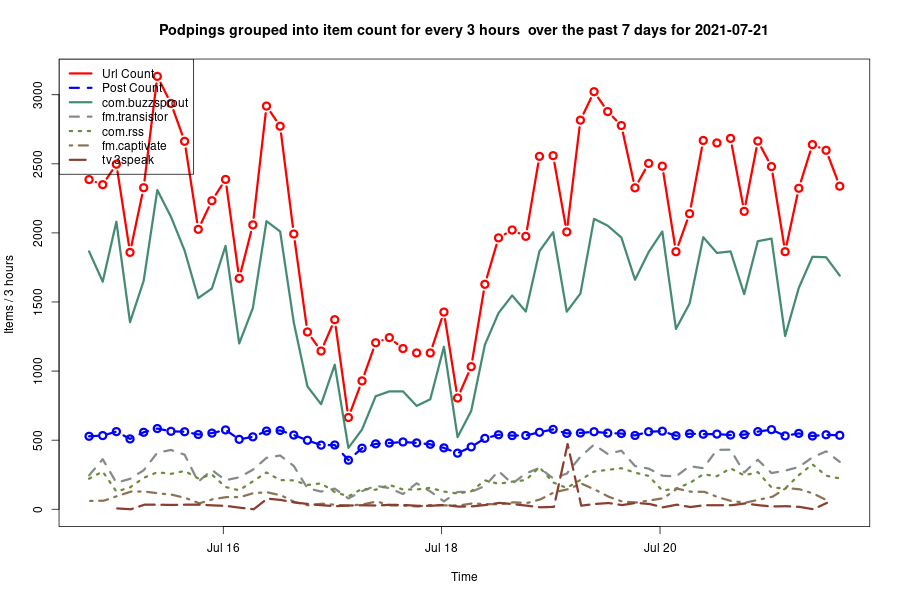 Podpings grouped into item count for every 3 hours  over the past 7 days for 2021-07-21
Url Count
Post Count
com.buzzsprout
fm.transistor
com.rss
fm.captivate
tv.3speak
3000
2500
2000
1500
1000
500
0
Items / 3 hours
Jul 16
Jul 18
Jul 20
Time